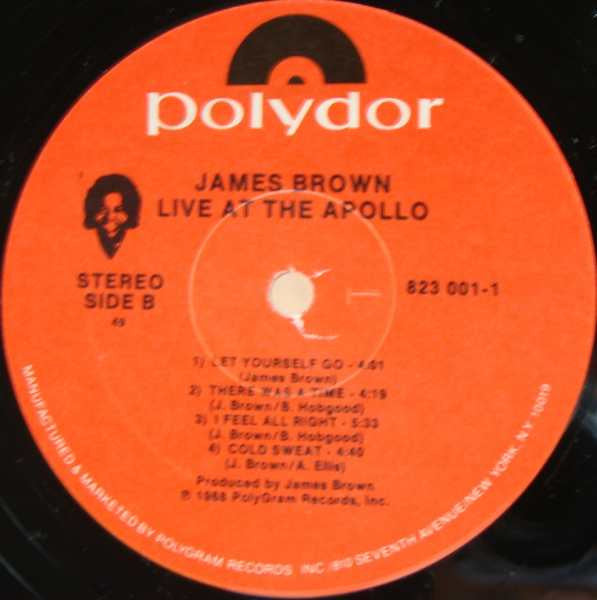 polydor
JAMES BROWN
LIVE AT THE APOLLO
STEREO
SIDE B
49
823 001-1
1) LET YOURSELF GO - 4:01
(James Brown)
2) THERE WAS A TIME - 4:19
(J. Brown/B. Hobgood)
3) I FEEL ALL RIGHT - 5:33
(J. Brown/B. Hobgood)
4) COLD SWEAT - 4:40
(J. Brown/A. Ellis)
Produced by James Brown
℗ 1968 PolyGram Records, Inc.
MANUFACTURED & MARKETED BY POLYGRAM RECORDS INC./810 SEVENTH AVENUE/NEW YORK, N.Y. 10019